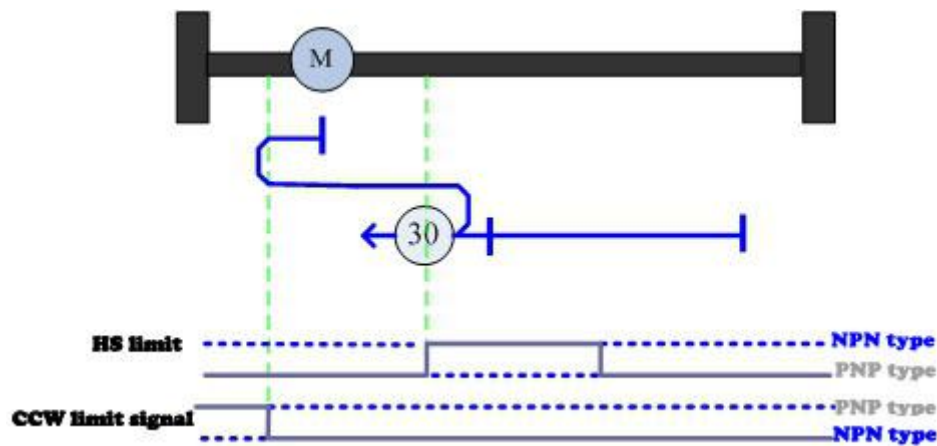 M
30
HS limit
NPN type
PNP type
CCW limit signal
PNP type
NPN type